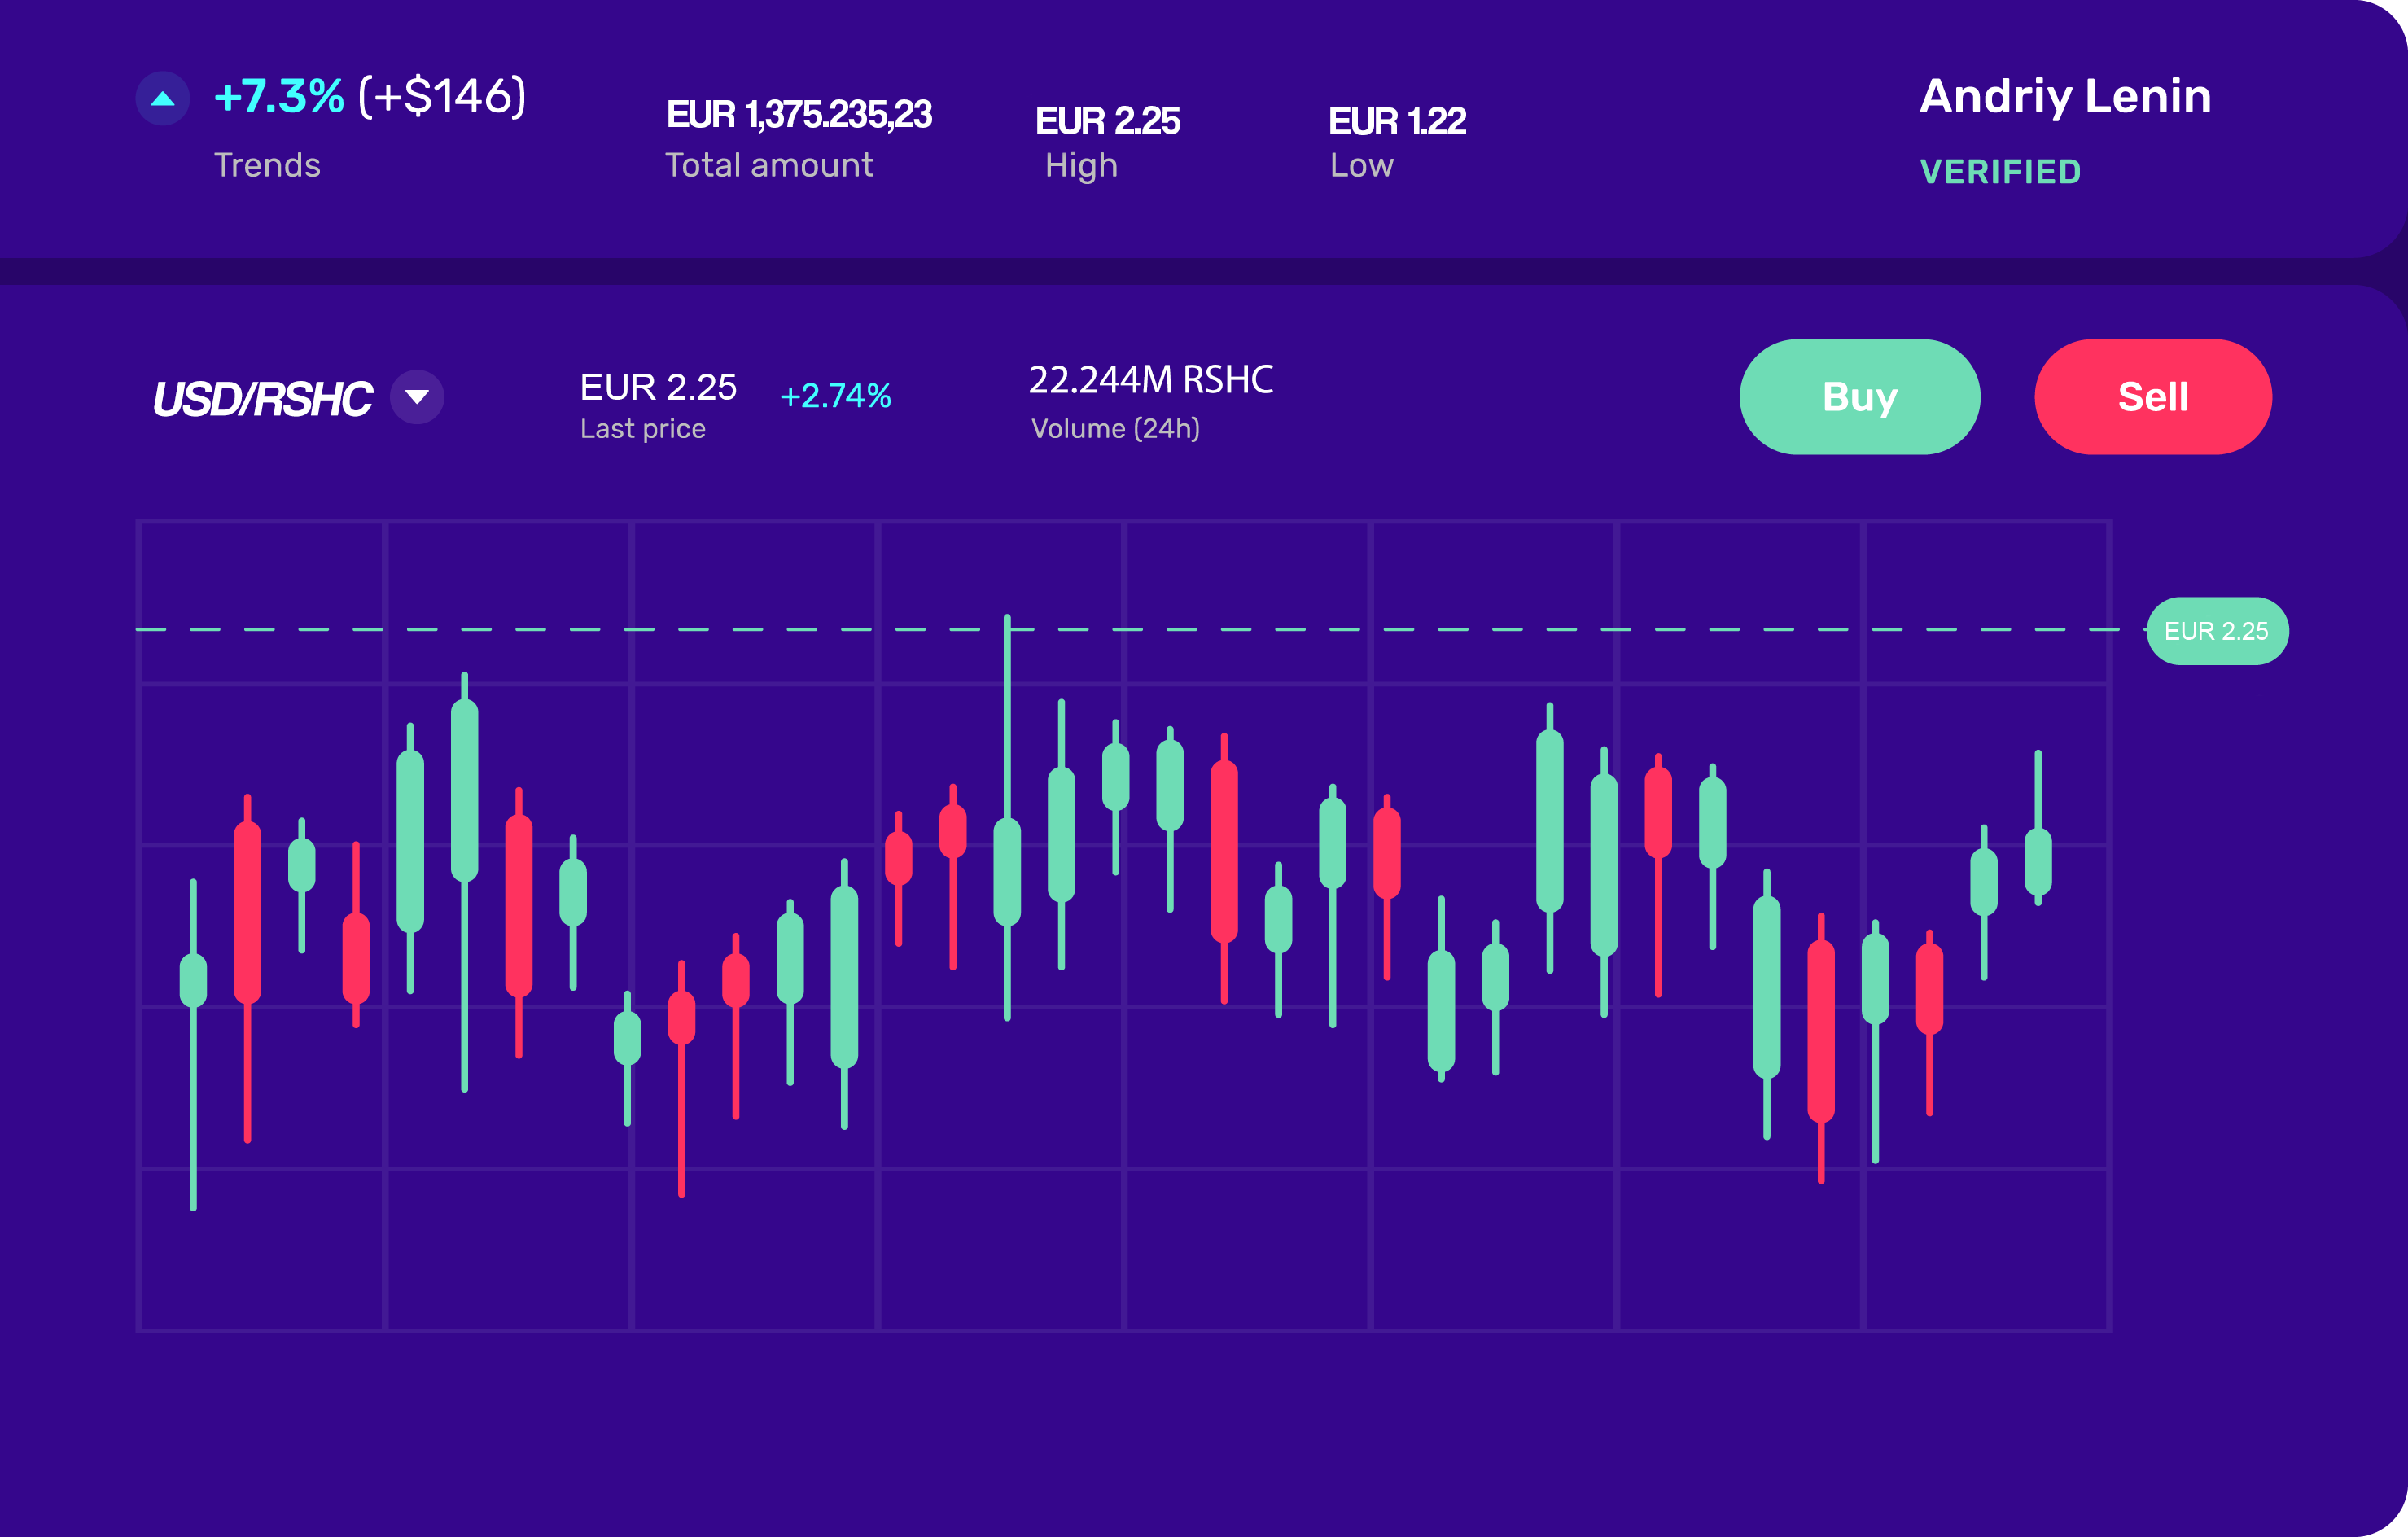 +7.3% (+$146)
Trends
EUR 1,375.235,23
Total amount
EUR 2.25
High
EUR 1.22
Low
Andriy Lenin
VERIFIED
USD/RSHC
EUR 2.25
Last price
+2.74%
22.244M RSHC
Volume (24h)
Buy
Sell
EUR 2.25